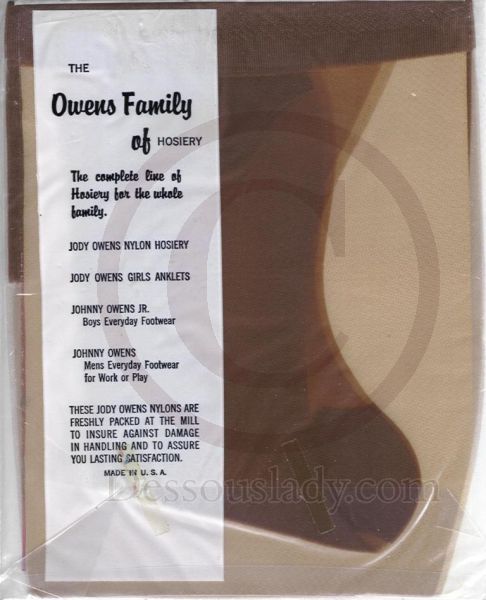 THE
Owens Family
of HOSIERY
The complete line of
Hosiery for the whole
family.
JODY OWENS NYLON HOSIERY
JODY OWENS GIRLS ANKLETS
JOHNNY OWENS JR.
Boys Everyday Footwear
JOHNNY OWENS
Mens Everyday Footwear
for Work or Play
THESE JODY OWENS NYLONS ARE
FRESHLY PACKED AT THE MILL
TO INSURE AGAINST DAMAGE
IN HANDLING AND TO ASSURE
YOU LASTING SATISFACTION.
MADE IN U. S. A.
©
Dessouslady.com